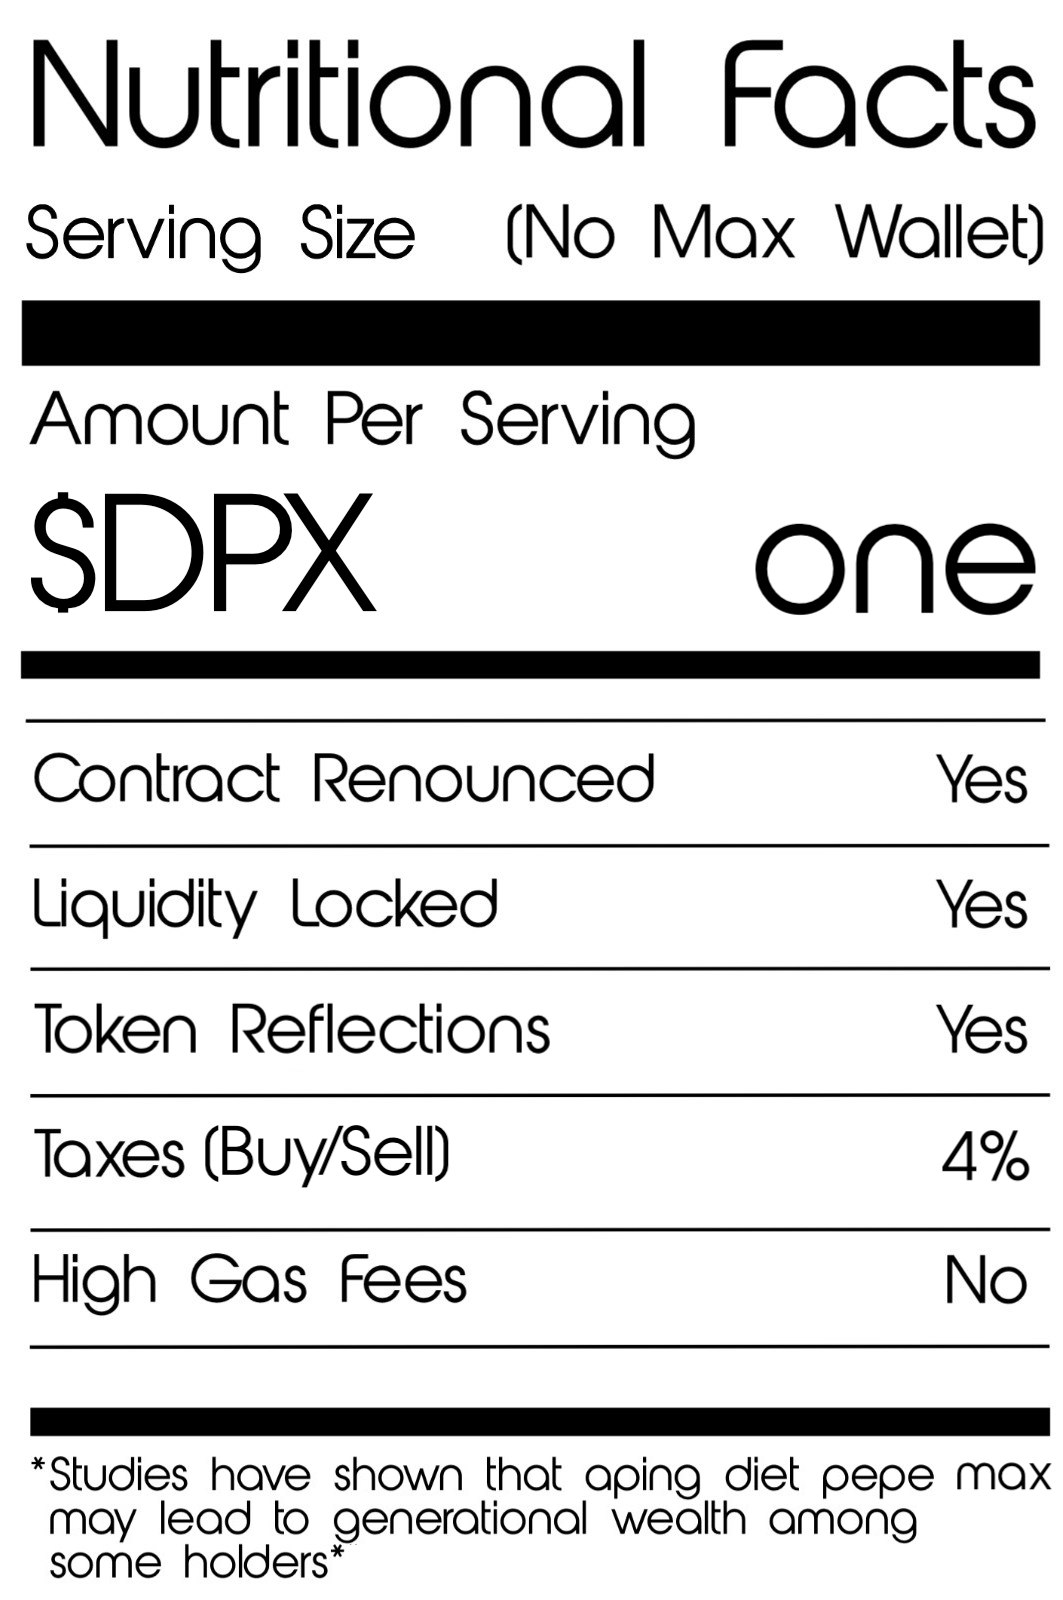 Nutritional Facts
Serving Size (No Max Wallet)
Amount Per Serving
$DPX one
Contract Renounced Yes
Liquidity Locked Yes
Token Reflections Yes
Taxes (Buy/Sell) 4%
High Gas Fees No
*Studies have shown that aping diet pepe max
may lead to generational wealth among
some holders*